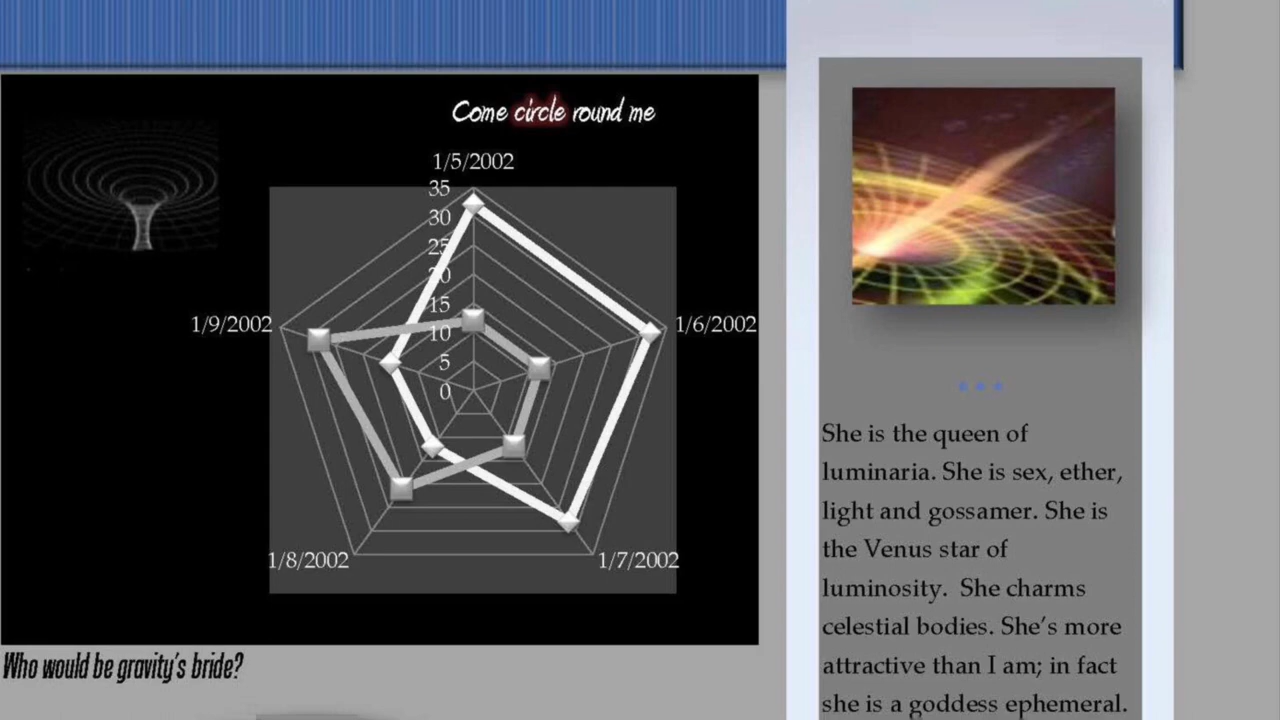 Come circle round me
1/5/2002
35
30
25
20
15
10
5
0
1/9/2002
1/6/2002
1/8/2002
1/7/2002
Who would be gravity's bride?
She is the queen of
luminaria. She is sex, ether,
light and gossamer. She is
the Venus star of
luminosity.  She charms
celestial bodies. She's more
attractive than I am; in fact
she is a goddess ephemeral.